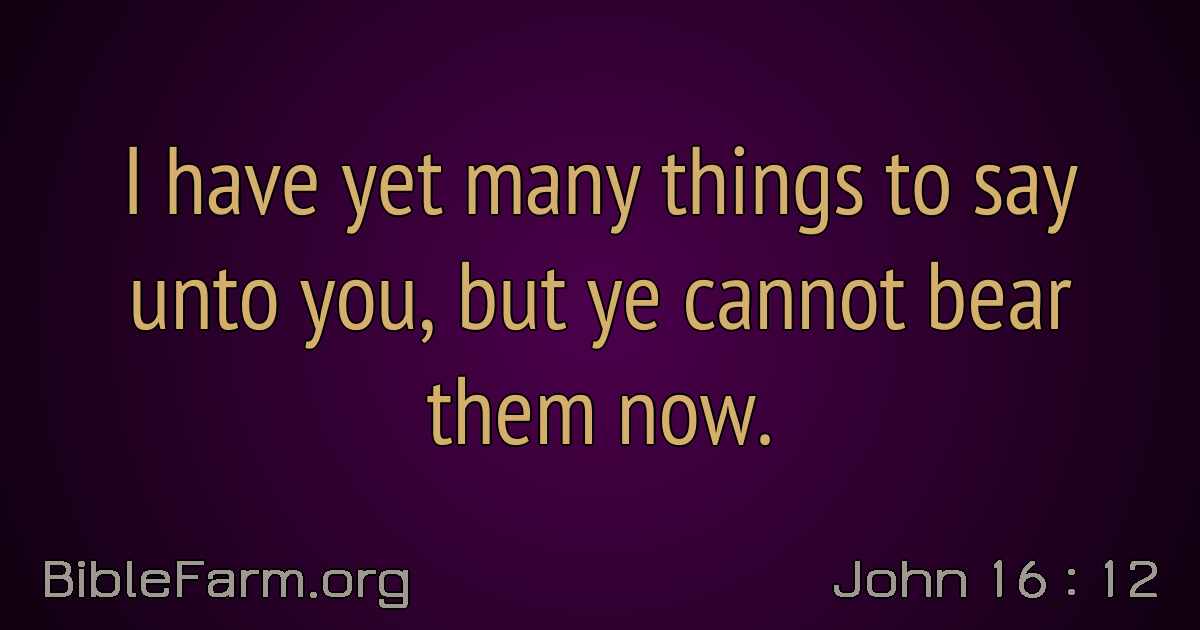 I have yet many things to say
unto you, but ye cannot bear
them now.
BibleFarm.org
John 16 : 12